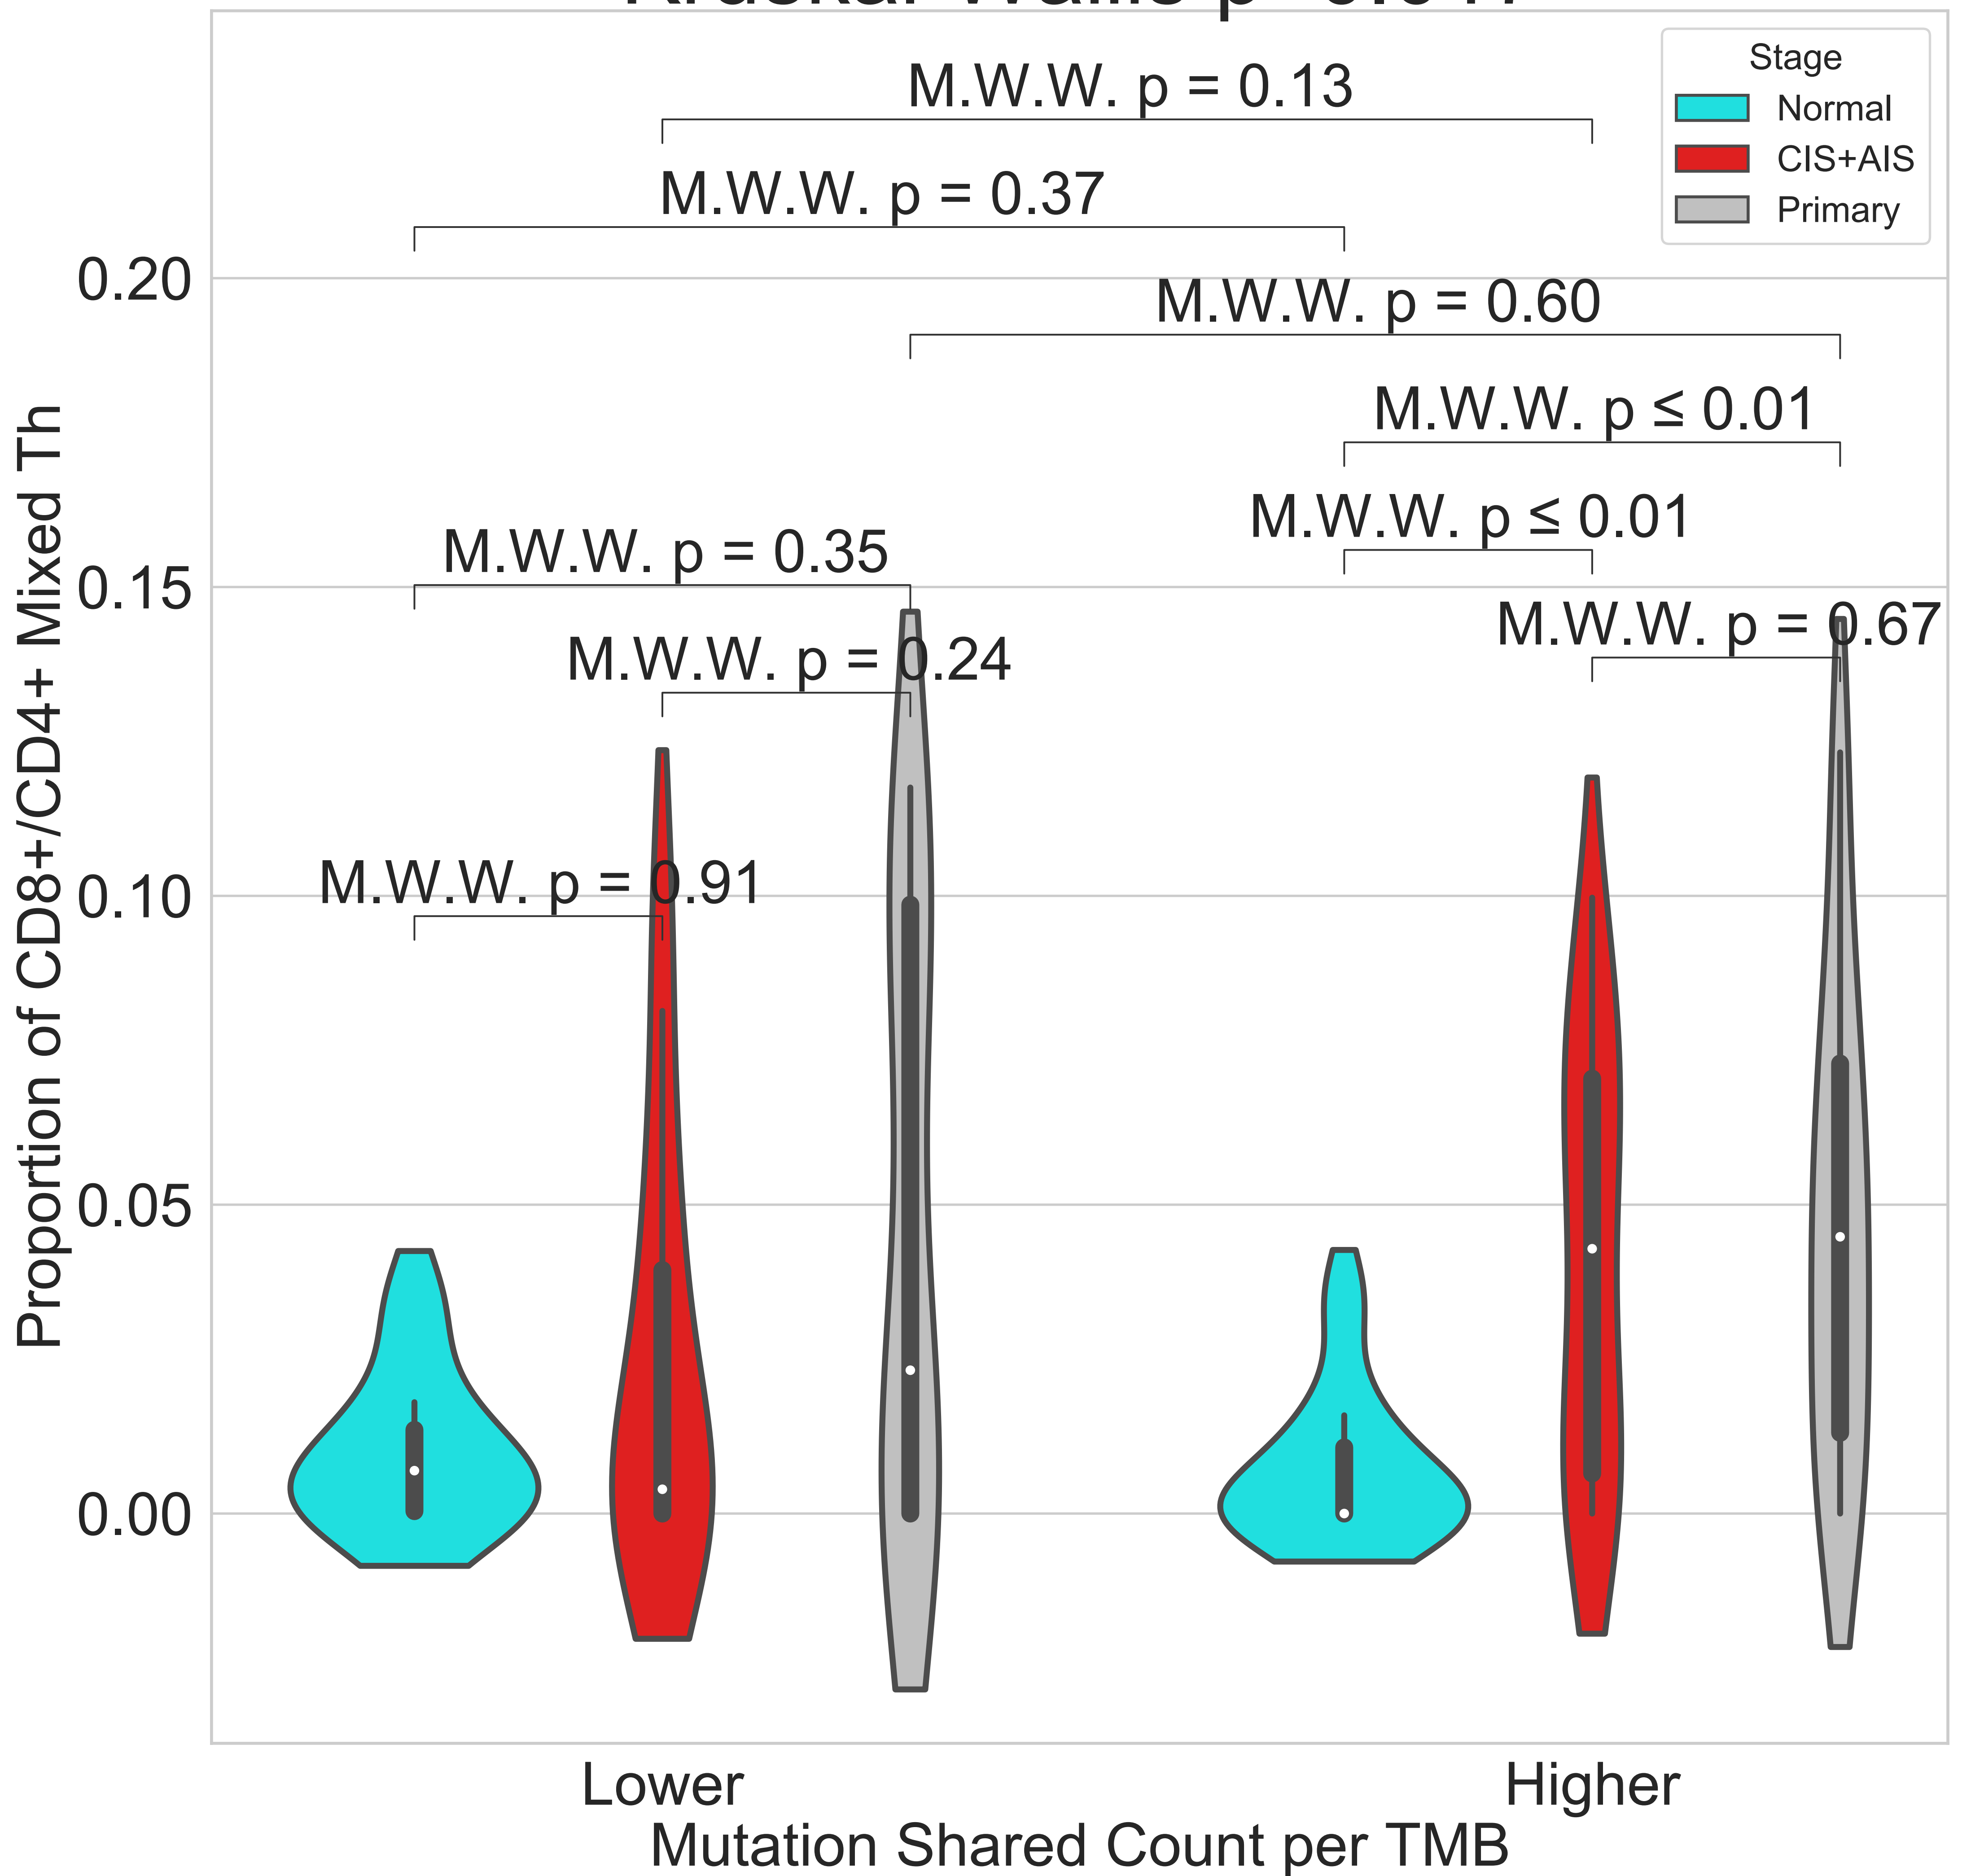 Stage
Normal
CIS+AIS
Primary
M.W.W. p = 0.13
M.W.W. p = 0.37
M.W.W. p = 0.60
M.W.W. p ≤ 0.01
M.W.W. p ≤ 0.01
M.W.W. p = 0.35
M.W.W. p = 0.67
M.W.W. p = 0.24
M.W.W. p = 0.91
0.20
0.15
0.10
0.05
0.00
Proportion of CD8+/CD4+ Mixed Th
Lower
Higher
Mutation Shared Count per TMB